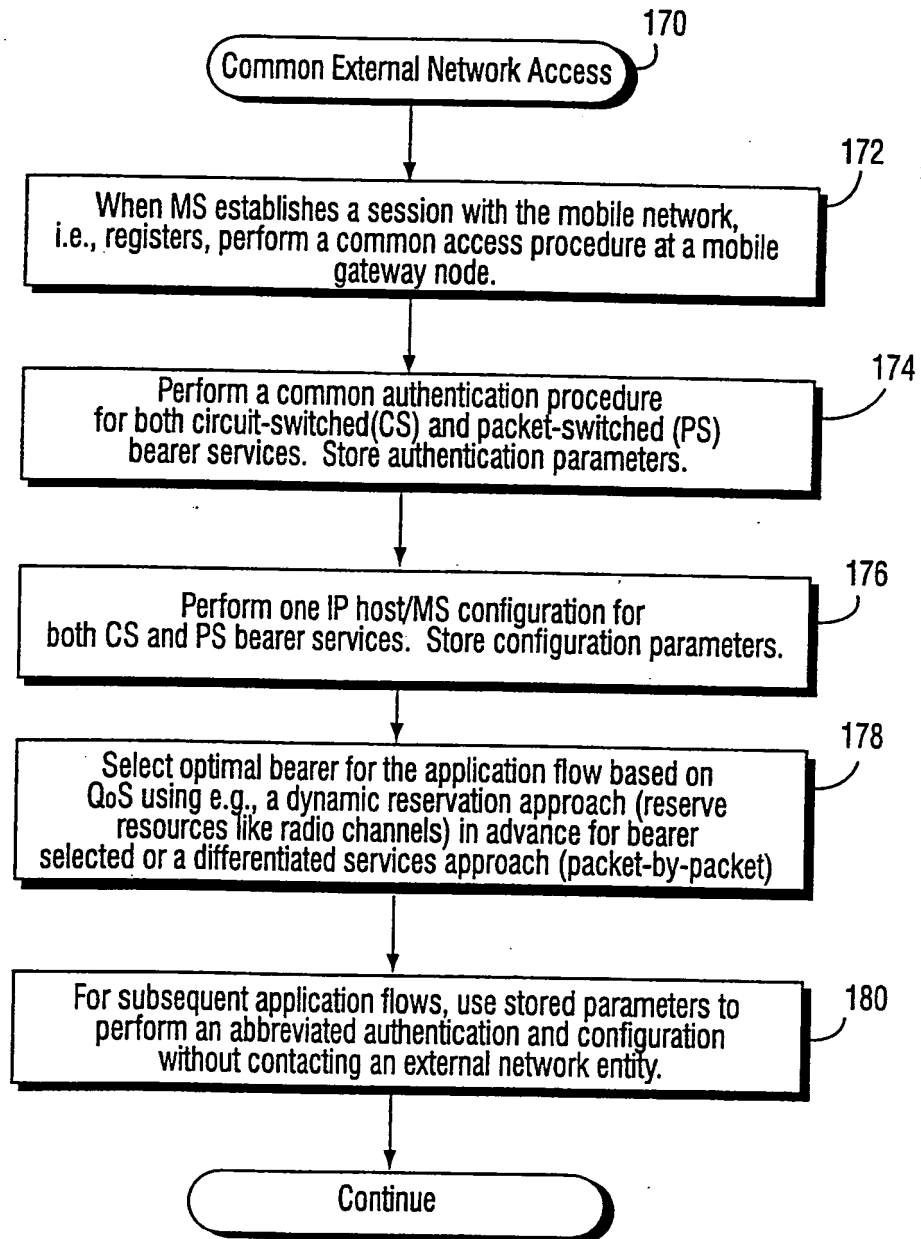 170
Common External Network Access
172
When MS establishes a session with the mobile network,
i.e., registers, perform a common access procedure at a mobile
gateway node.
174
Perform a common authentication procedure
for both circuit-switched(CS) and packet-switched (PS)
bearer services. Store authentication parameters.
176
Perform one IP host/MS configuration for
both CS and PS bearer services. Store configuration parameters.
178
Select optimal bearer for the application flow based on
QoS using e.g., a dynamic reservation approach (reserve
resources like radio channels) in advance for bearer
selected or a differentiated services approach (packet-by-packet)
180
For subsequent application flows, use stored parameters to
perform an abbreviated authentication and configuration
without contacting an external network entity.
Continue